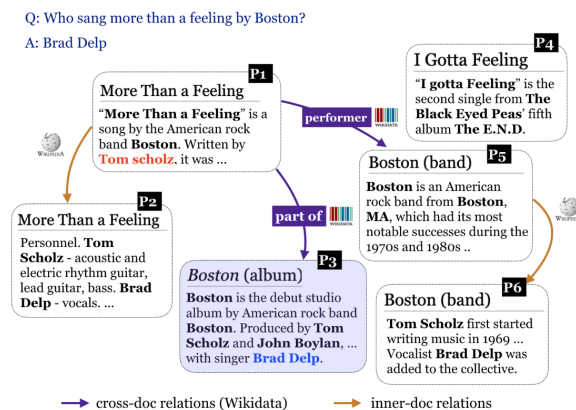 Q: Who sang more than a feeling by Boston?
A: Brad Delp
P1
More Than a Feeling
“More Than a Feeling” is a
song by the American rock
band Boston. Written by
Tom scholz, it was ...
P4
I Gotta Feeling
“I gotta Feeling” is the
second single from The
Black Eyed Peas’ fifth
album The E.N.D.
performer
WIKIDATA
WIKIPEDIA
P5
Boston (band)
Boston is an American
rock band from Boston,
MA, which had its most
notable successes during the
1970s and 1980s ..
P2
More Than a Feeling
Personnel. Tom
Scholz - acoustic and
electric rhythm guitar,
lead guitar, bass. Brad
Delp - vocals. ...
part of
WIKIDATA
P3
Boston (album)
Boston is the debut studio
album by American rock band
Boston. Produced by Tom
Scholz and John Boylan, ...
with singer Brad Delp.
P6
Boston (band)
Tom Scholz first started
writing music in 1969 ...
Vocalist Brad Delp was
added to the collective.
cross-doc relations (Wikidata)
inner-doc relations